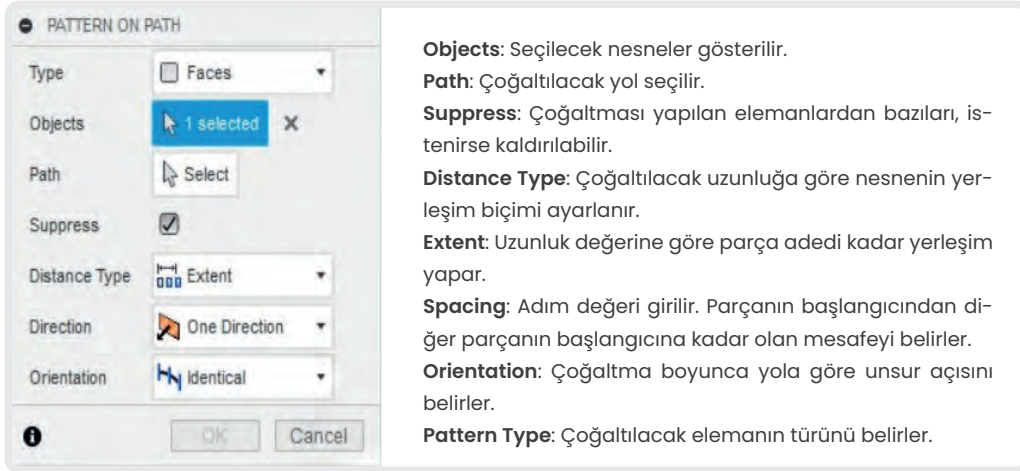 PATTERN ON PATH
Type Faces
Objects 1 selected
Path Select
Suppress
Distance Type Extent
Direction One Direction
Orientation Identical
OK Cancel
Objects: Seçilecek nesneler gösterilir.
Path: Çoğaltılacak yol seçilir.
Suppress: Çoğaltması yapılan elemanlardan bazıları, is-
tenirse kaldırılabilir.
Distance Type: Çoğaltılacak uzunluğa göre nesnenin yer-
leşim biçimi ayarlanır.
Extent: Uzunluk değerine göre parça adedi kadar yerleşim
yapar.
Spacing: Adım değeri girilir. Parçanın başlangıcından di-
ğer parçanın başlangıcına kadar olan mesafeyi belirler.
Orientation: Çoğaltma boyunca yola göre unsur açısını
belirler.
Pattern Type: Çoğaltılacak elemanın türünü belirler.